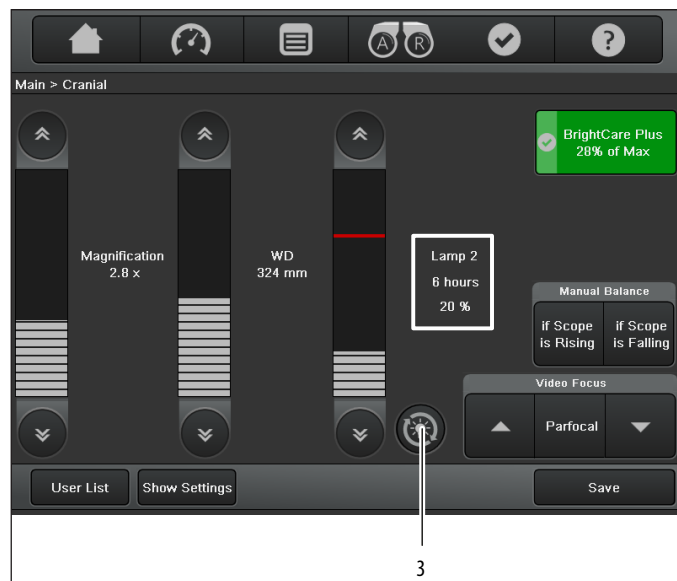 A R ?
Main > Cranial
BrightCare Plus
28% of Max
Magnification
2.8 x
WD
324 mm
Lamp 2
6 hours
20 %
Manual Balance
if Scope
is Rising
if Scope
is Falling
Video Focus
Parfocal
User List
Show Settings
Save
3